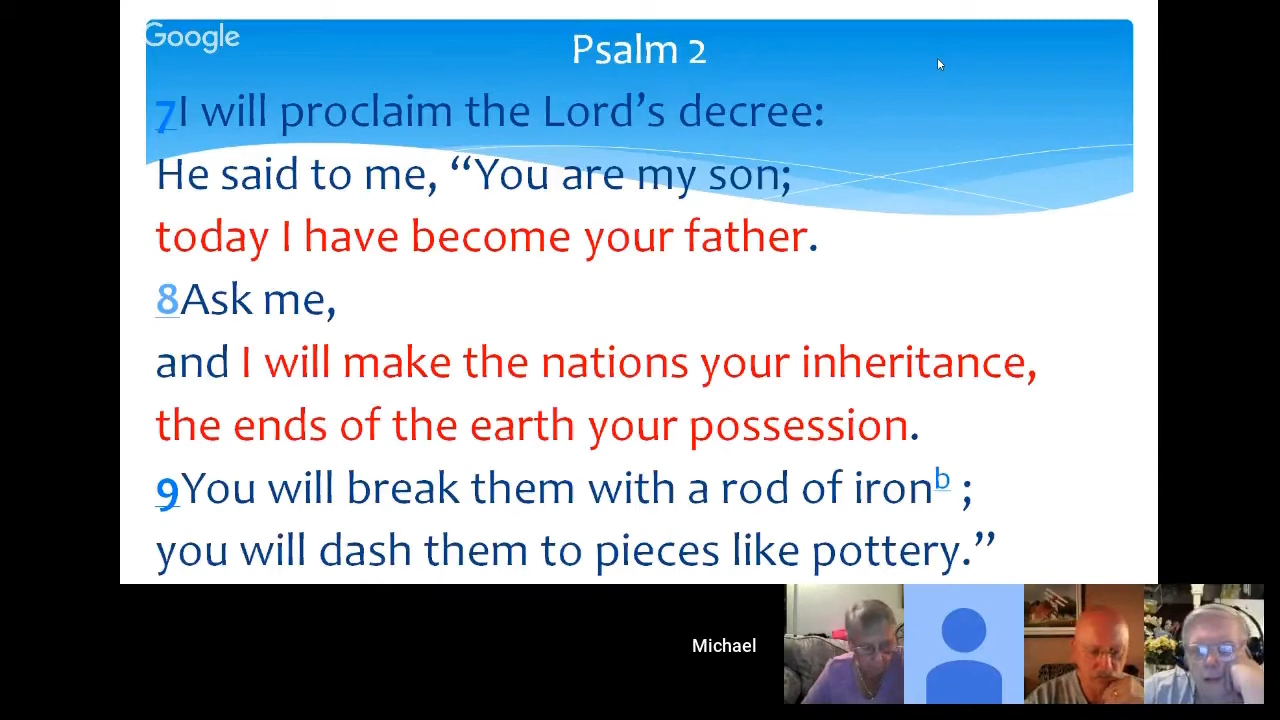 Google
Psalm 2
7I will proclaim the Lord’s decree:
He said to me, “You are my son;
today I have become your father.
8Ask me,
and I will make the nations your inheritance,
the ends of the earth your possession.
9You will break them with a rod of ironb ;
you will dash them to pieces like pottery.”
Michael